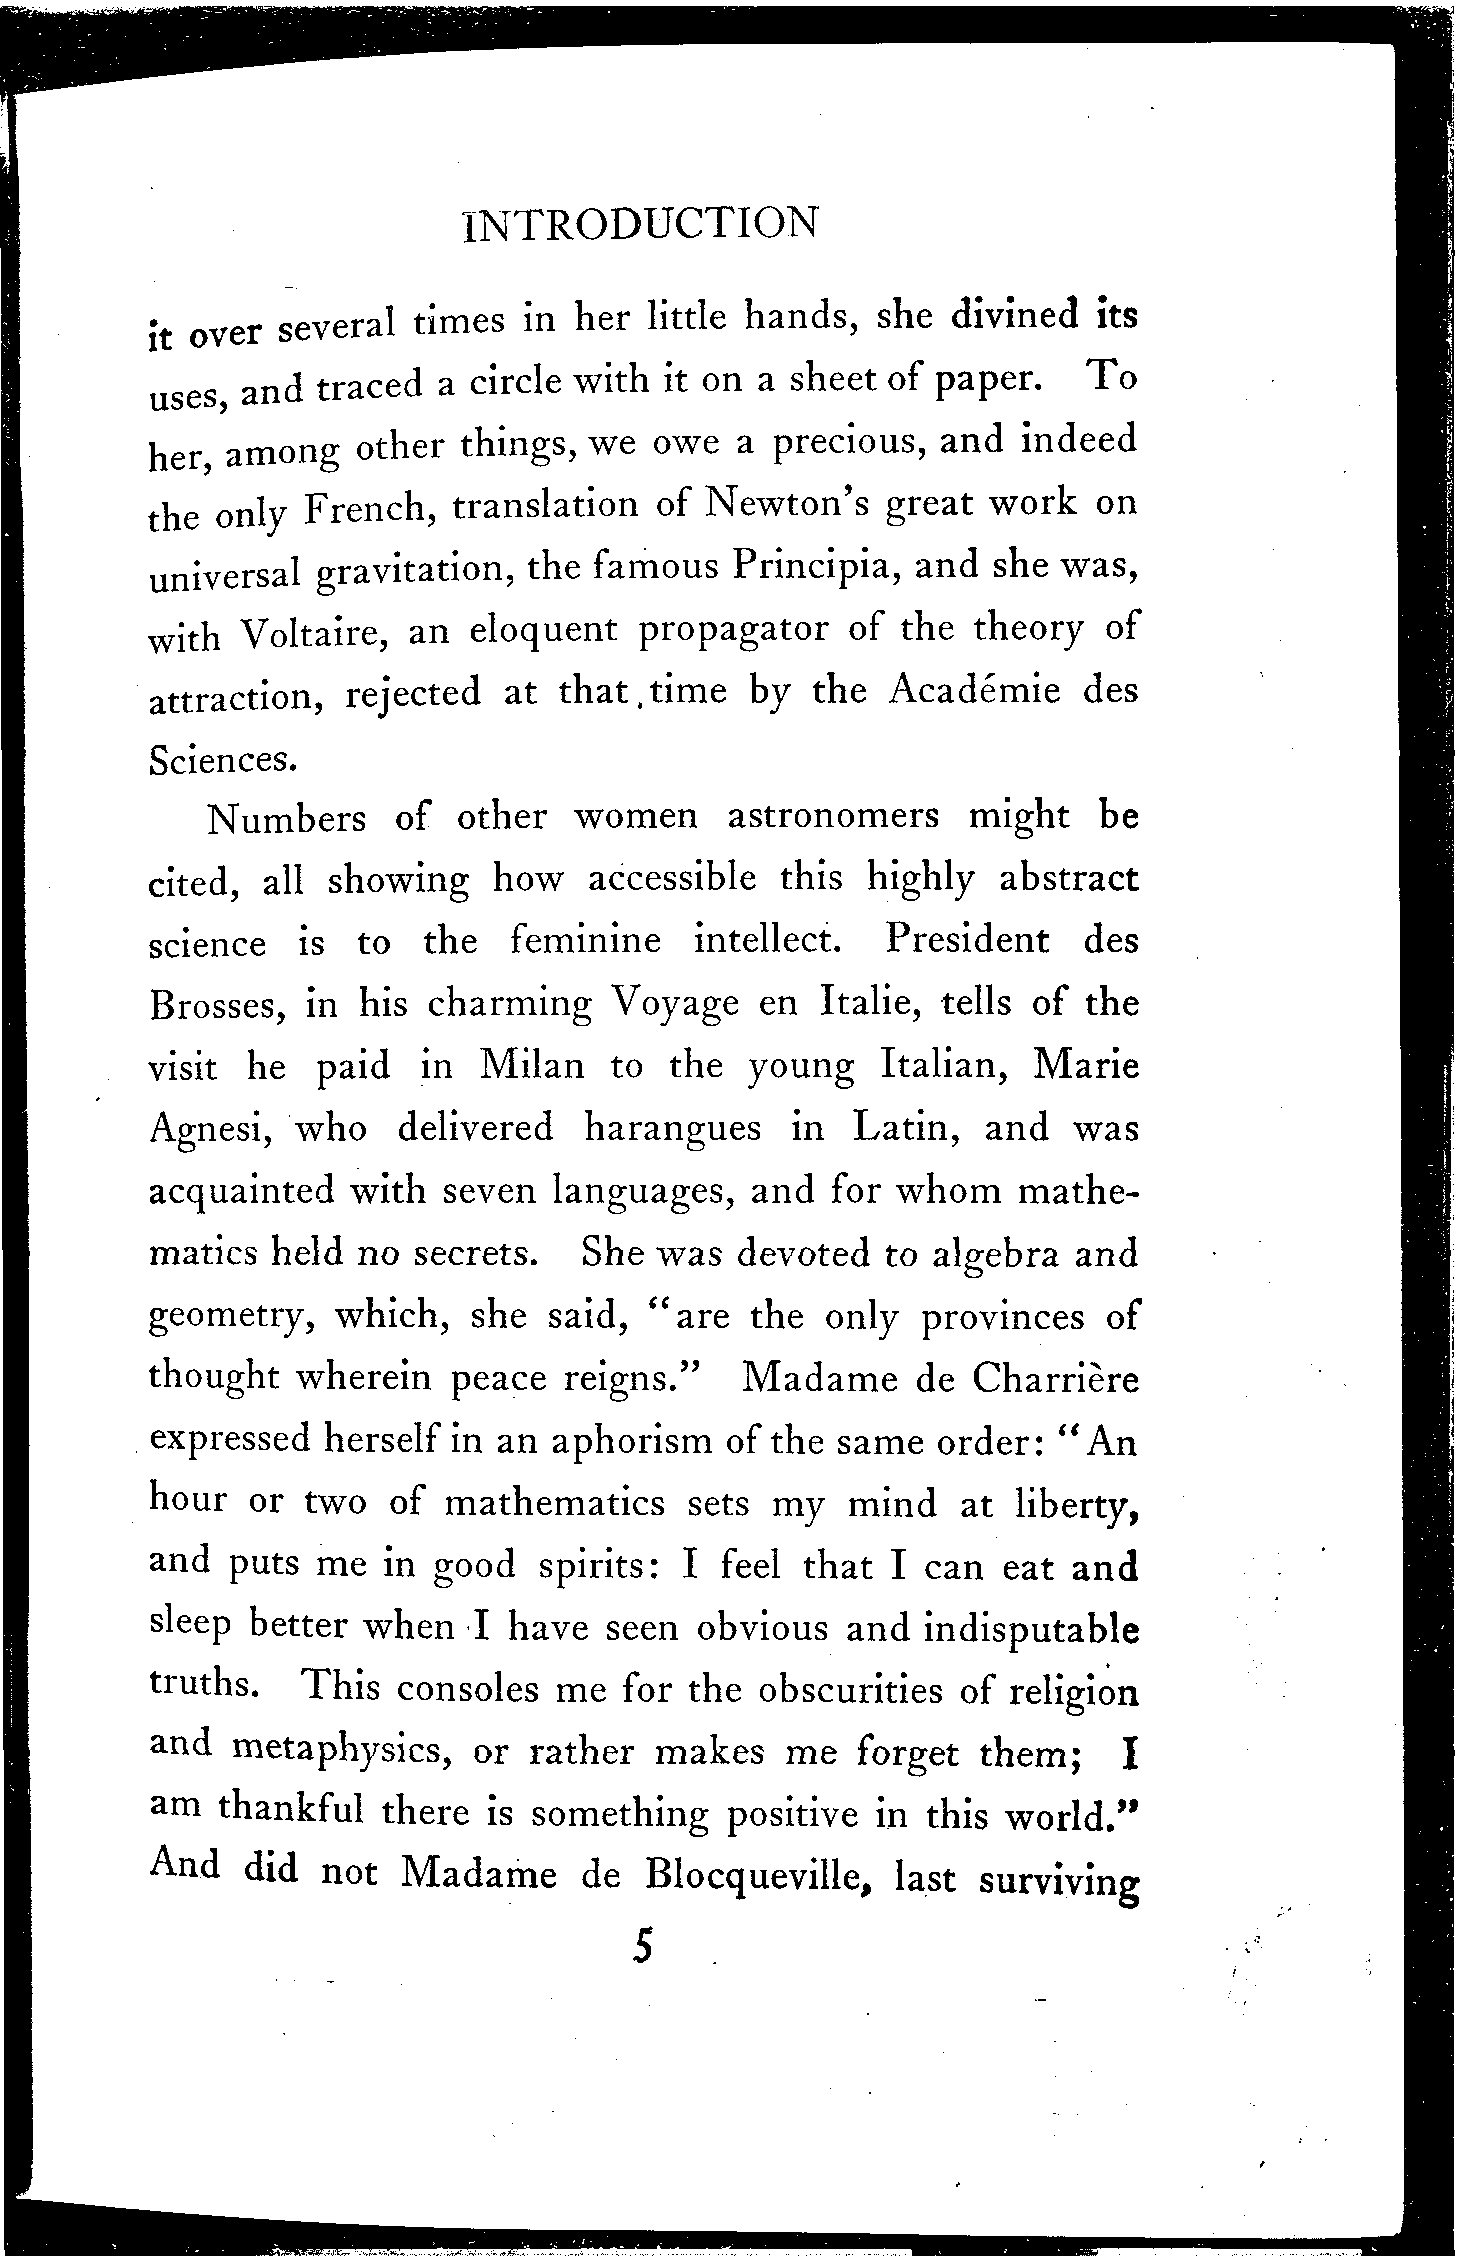 INTRODUCTION
it over several times in her little hands, she divined its
uses, and traced a circle with it on a sheet of paper. To
her, among other things, we owe a precious, and indeed
the only French, translation of Newton's great work on
universal gravitation, the famous Principia, and she was,
with Voltaire, an eloquent propagator of the theory of
attraction, rejected at that time by the Académie des
Sciences.
Numbers of other women astronomers might be
cited, all showing how accessible this highly abstract
science is to the feminine intellect. President des
Brosses, in his charming Voyage en Italie, tells of the
visit he paid in Milan to the young Italian, Marie
Agnesi, who delivered harangues in Latin, and was
acquainted with seven languages, and for whom mathe-
matics held no secrets. She was devoted to algebra and
geometry, which, she said, “are the only provinces of
thought wherein peace reigns.” Madame de Charrière
expressed herself in an aphorism of the same order: “An
hour or two of mathematics sets my mind at liberty,
and puts me in good spirits: I feel that I can eat and
sleep better when I have seen obvious and indisputable
truths. This consoles me for the obscurities of religion
and metaphysics, or rather makes me forget them; I
am thankful there is something positive in this world.”
And did not Madame de Blocqueville, last surviving
5